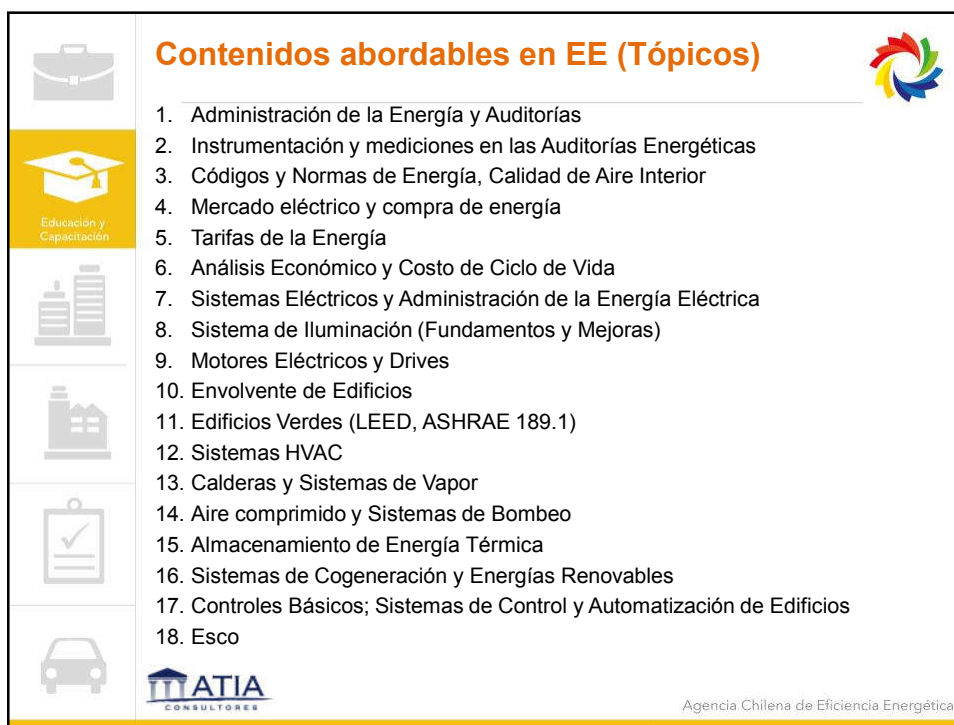 Contenidos abordables en EE (Tópicos)
Educación y
Capacitación
1. Administración de la Energía y Auditorías
2. Instrumentación y mediciones en las Auditorías Energéticas
3. Códigos y Normas de Energía, Calidad de Aire Interior
4. Mercado eléctrico y compra de energía
5. Tarifas de la Energía
6. Análisis Económico y Costo de Ciclo de Vida
7. Sistemas Eléctricos y Administración de la Energía Eléctrica
8. Sistema de Iluminación (Fundamentos y Mejoras)
9. Motores Eléctricos y Drives
10. Envolvente de Edificios
11. Edificios Verdes (LEED, ASHRAE 189.1)
12. Sistemas HVAC
13. Calderas y Sistemas de Vapor
14. Aire comprimido y Sistemas de Bombeo
15. Almacenamiento de Energía Térmica
16. Sistemas de Cogeneración y Energías Renovables
17. Controles Básicos; Sistemas de Control y Automatización de Edificios
18. Esco
ATIA
CONSULTORES
Agencia Chilena de Eficiencia Energética